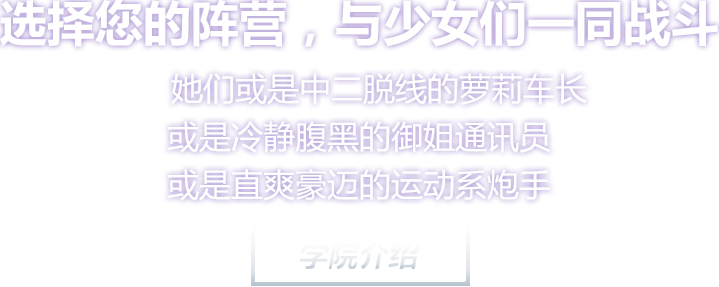 选择您的阵营，与少女们一同战斗
她们或是中二脱线的萝莉车长
或是冷静腹黑的御姐通讯员
或是直爽豪迈的运动系炮手
学院介绍